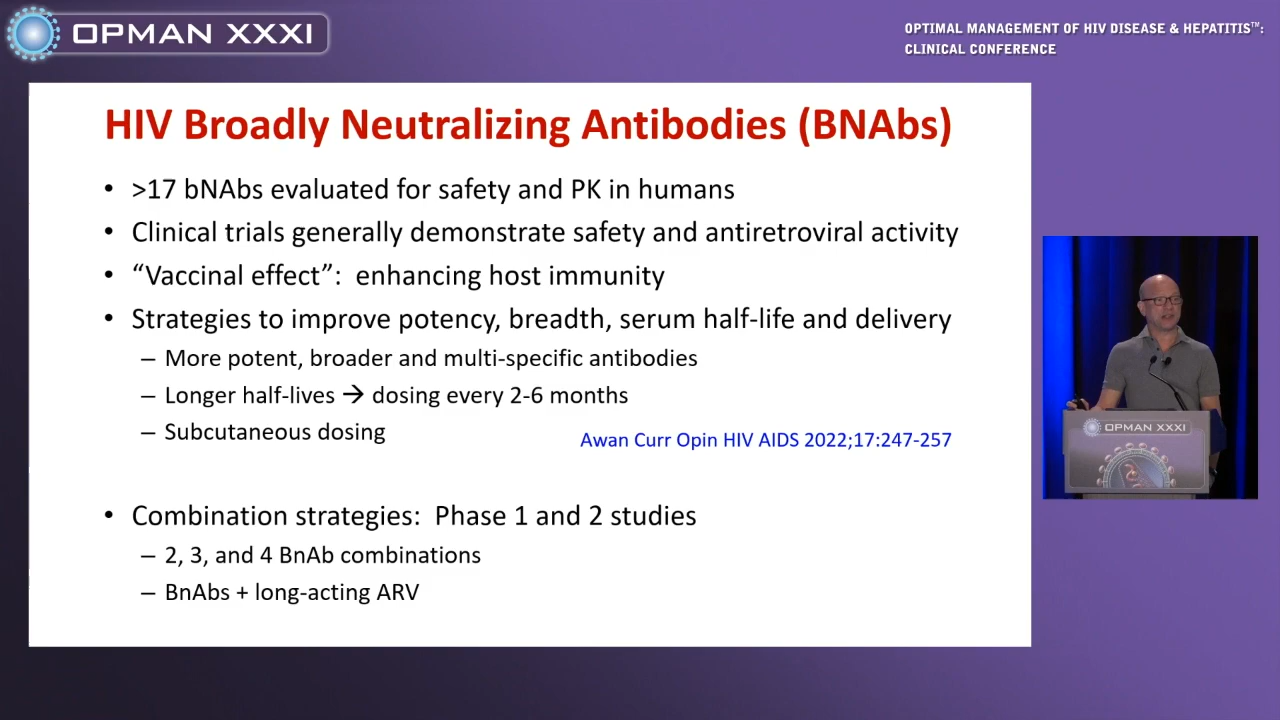 OPMAN XXXI
OPTIMAL MANAGEMENT OF HIV DISEASE & HEPATITIS™:
CLINICAL CONFERENCE
HIV Broadly Neutralizing Antibodies (BNAbs)
• >17 bNAbs evaluated for safety and PK in humans
• Clinical trials generally demonstrate safety and antiretroviral activity
• “Vaccinal effect”: enhancing host immunity
• Strategies to improve potency, breadth, serum half-life and delivery
– More potent, broader and multi-specific antibodies
– Longer half-lives → dosing every 2-6 months
– Subcutaneous dosing
Awan Curr Opin HIV AIDS 2022;17:247-257
• Combination strategies: Phase 1 and 2 studies
– 2, 3, and 4 BnAb combinations
– BnAbs + long-acting ARV
OPMAN XXXI